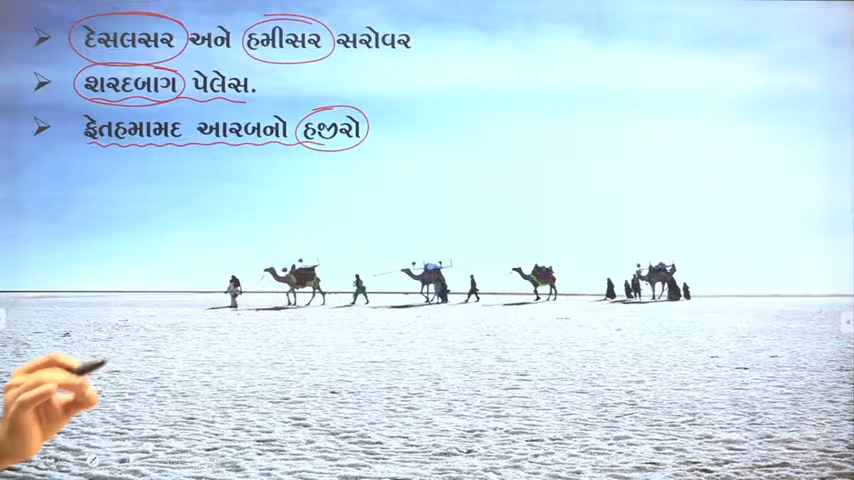 દેસલસર અને હમીસર સરોવર
શરદબાગ પેલેસ.
ફેતહમામદ આરબનો હજીરો